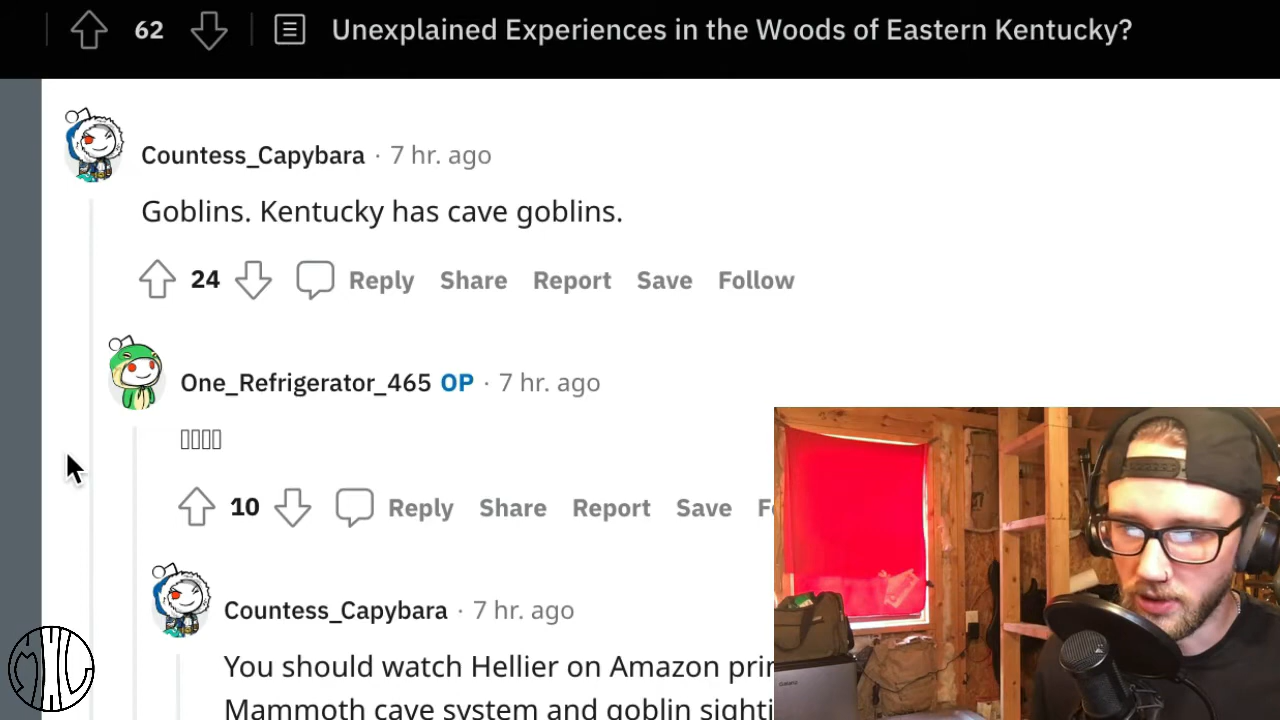 62 Unexplained Experiences in the Woods of Eastern Kentucky?
Countess_Capybara · 7 hr. ago
Goblins. Kentucky has cave goblins.
24 Reply Share Report Save Follow
One_Refrigerator_465 OP · 7 hr. ago
10 Reply Share Report Save
Countess_Capybara · 7 hr. ago
You should watch Hellier on Amazon
Mammoth cave system and goblin